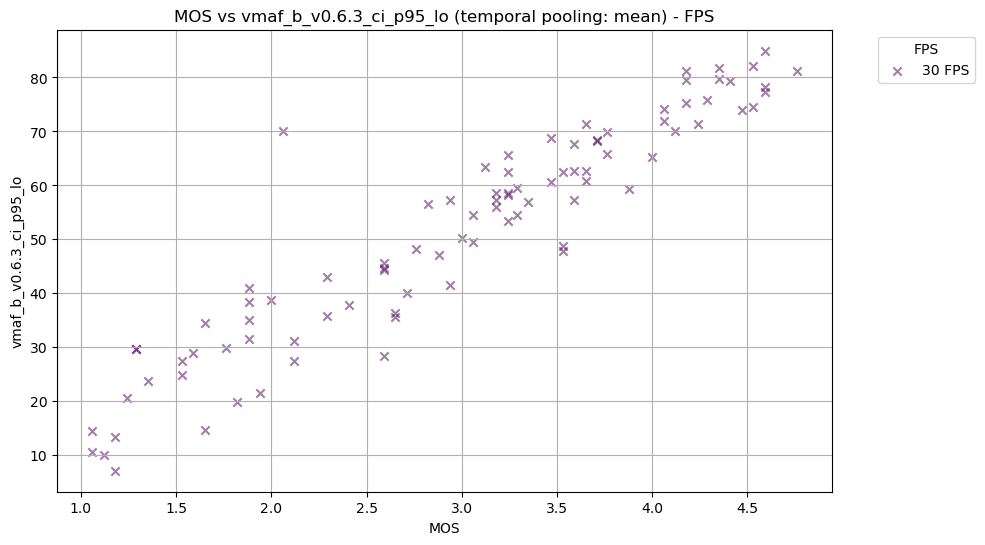 MOS vs vmaf_b_v0.6.3_ci_p95_lo (temporal pooling: mean) - FPS
FPS
30 FPS
vmaf_b_v0.6.3_ci_p95_lo
80
70
60
50
40
30
20
10
1.0 1.5 2.0 2.5 3.0 3.5 4.0 4.5
MOS